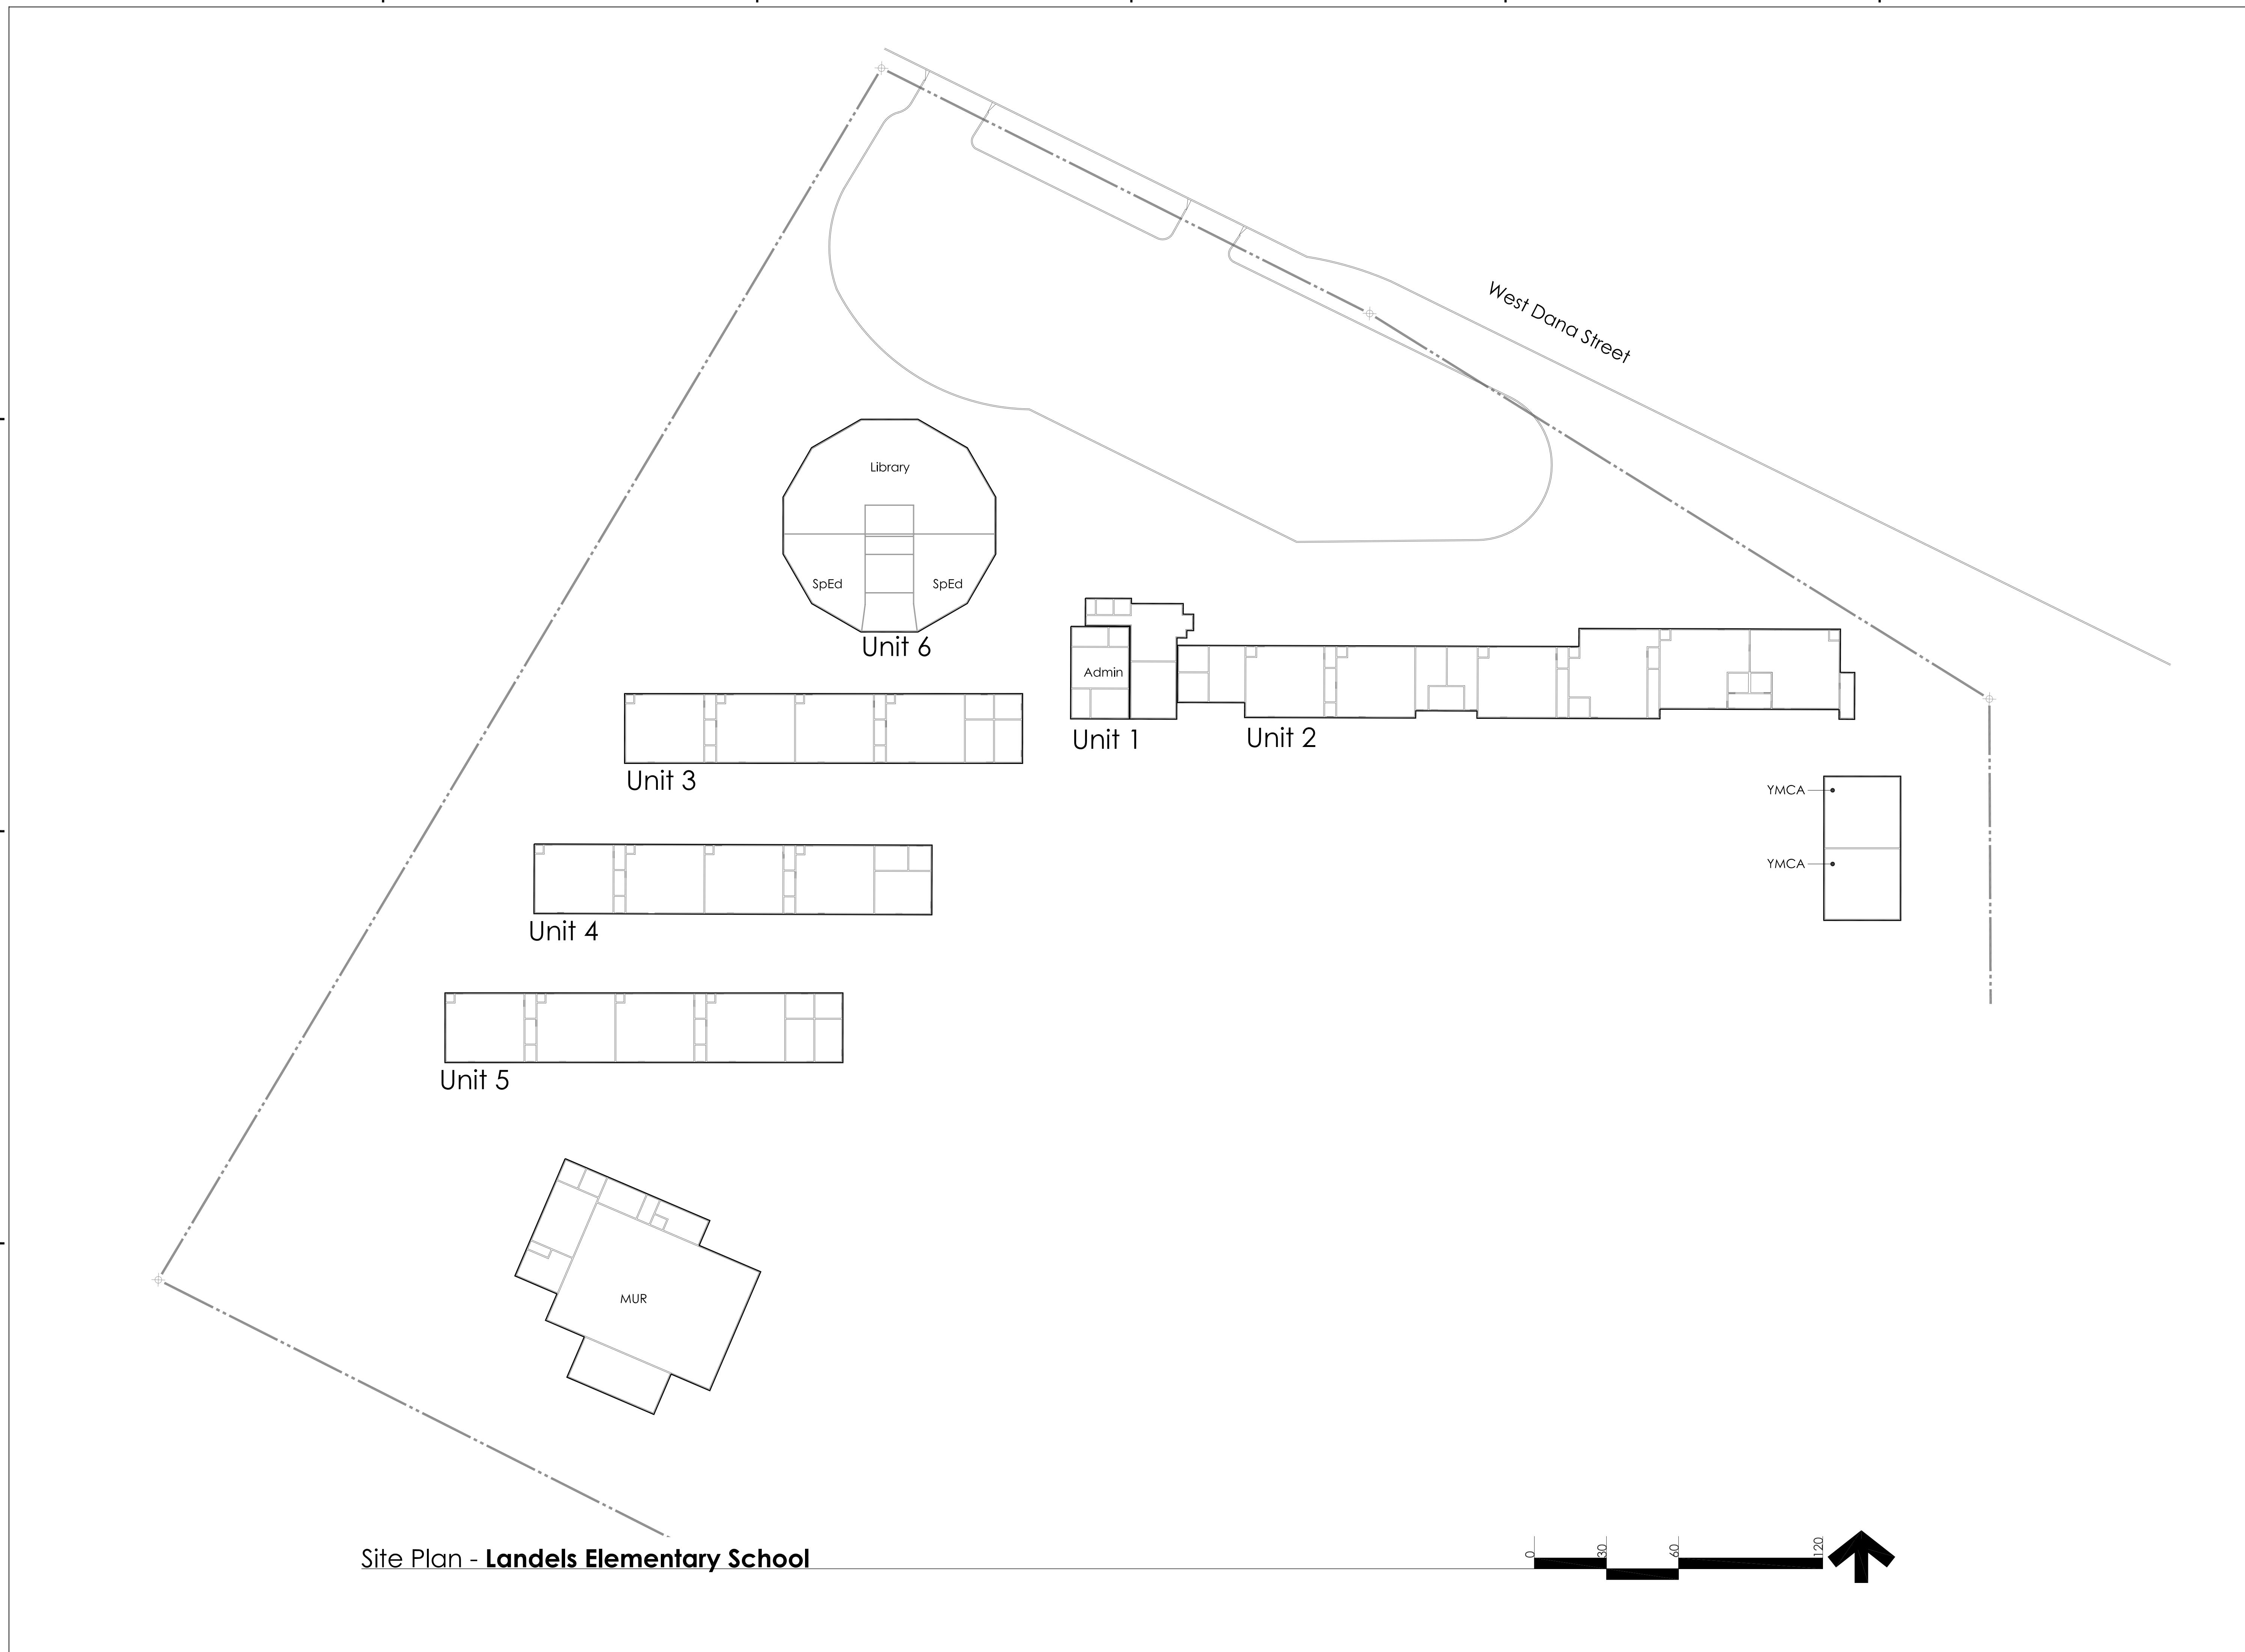 West Dana Street
Library
SpEd
SpEd
Unit 6
Admin
Unit 1
Unit 2
Unit 3
YMCA
YMCA
Unit 4
Unit 5
MUR
Site Plan - Landels Elementary School
0 30 60 120